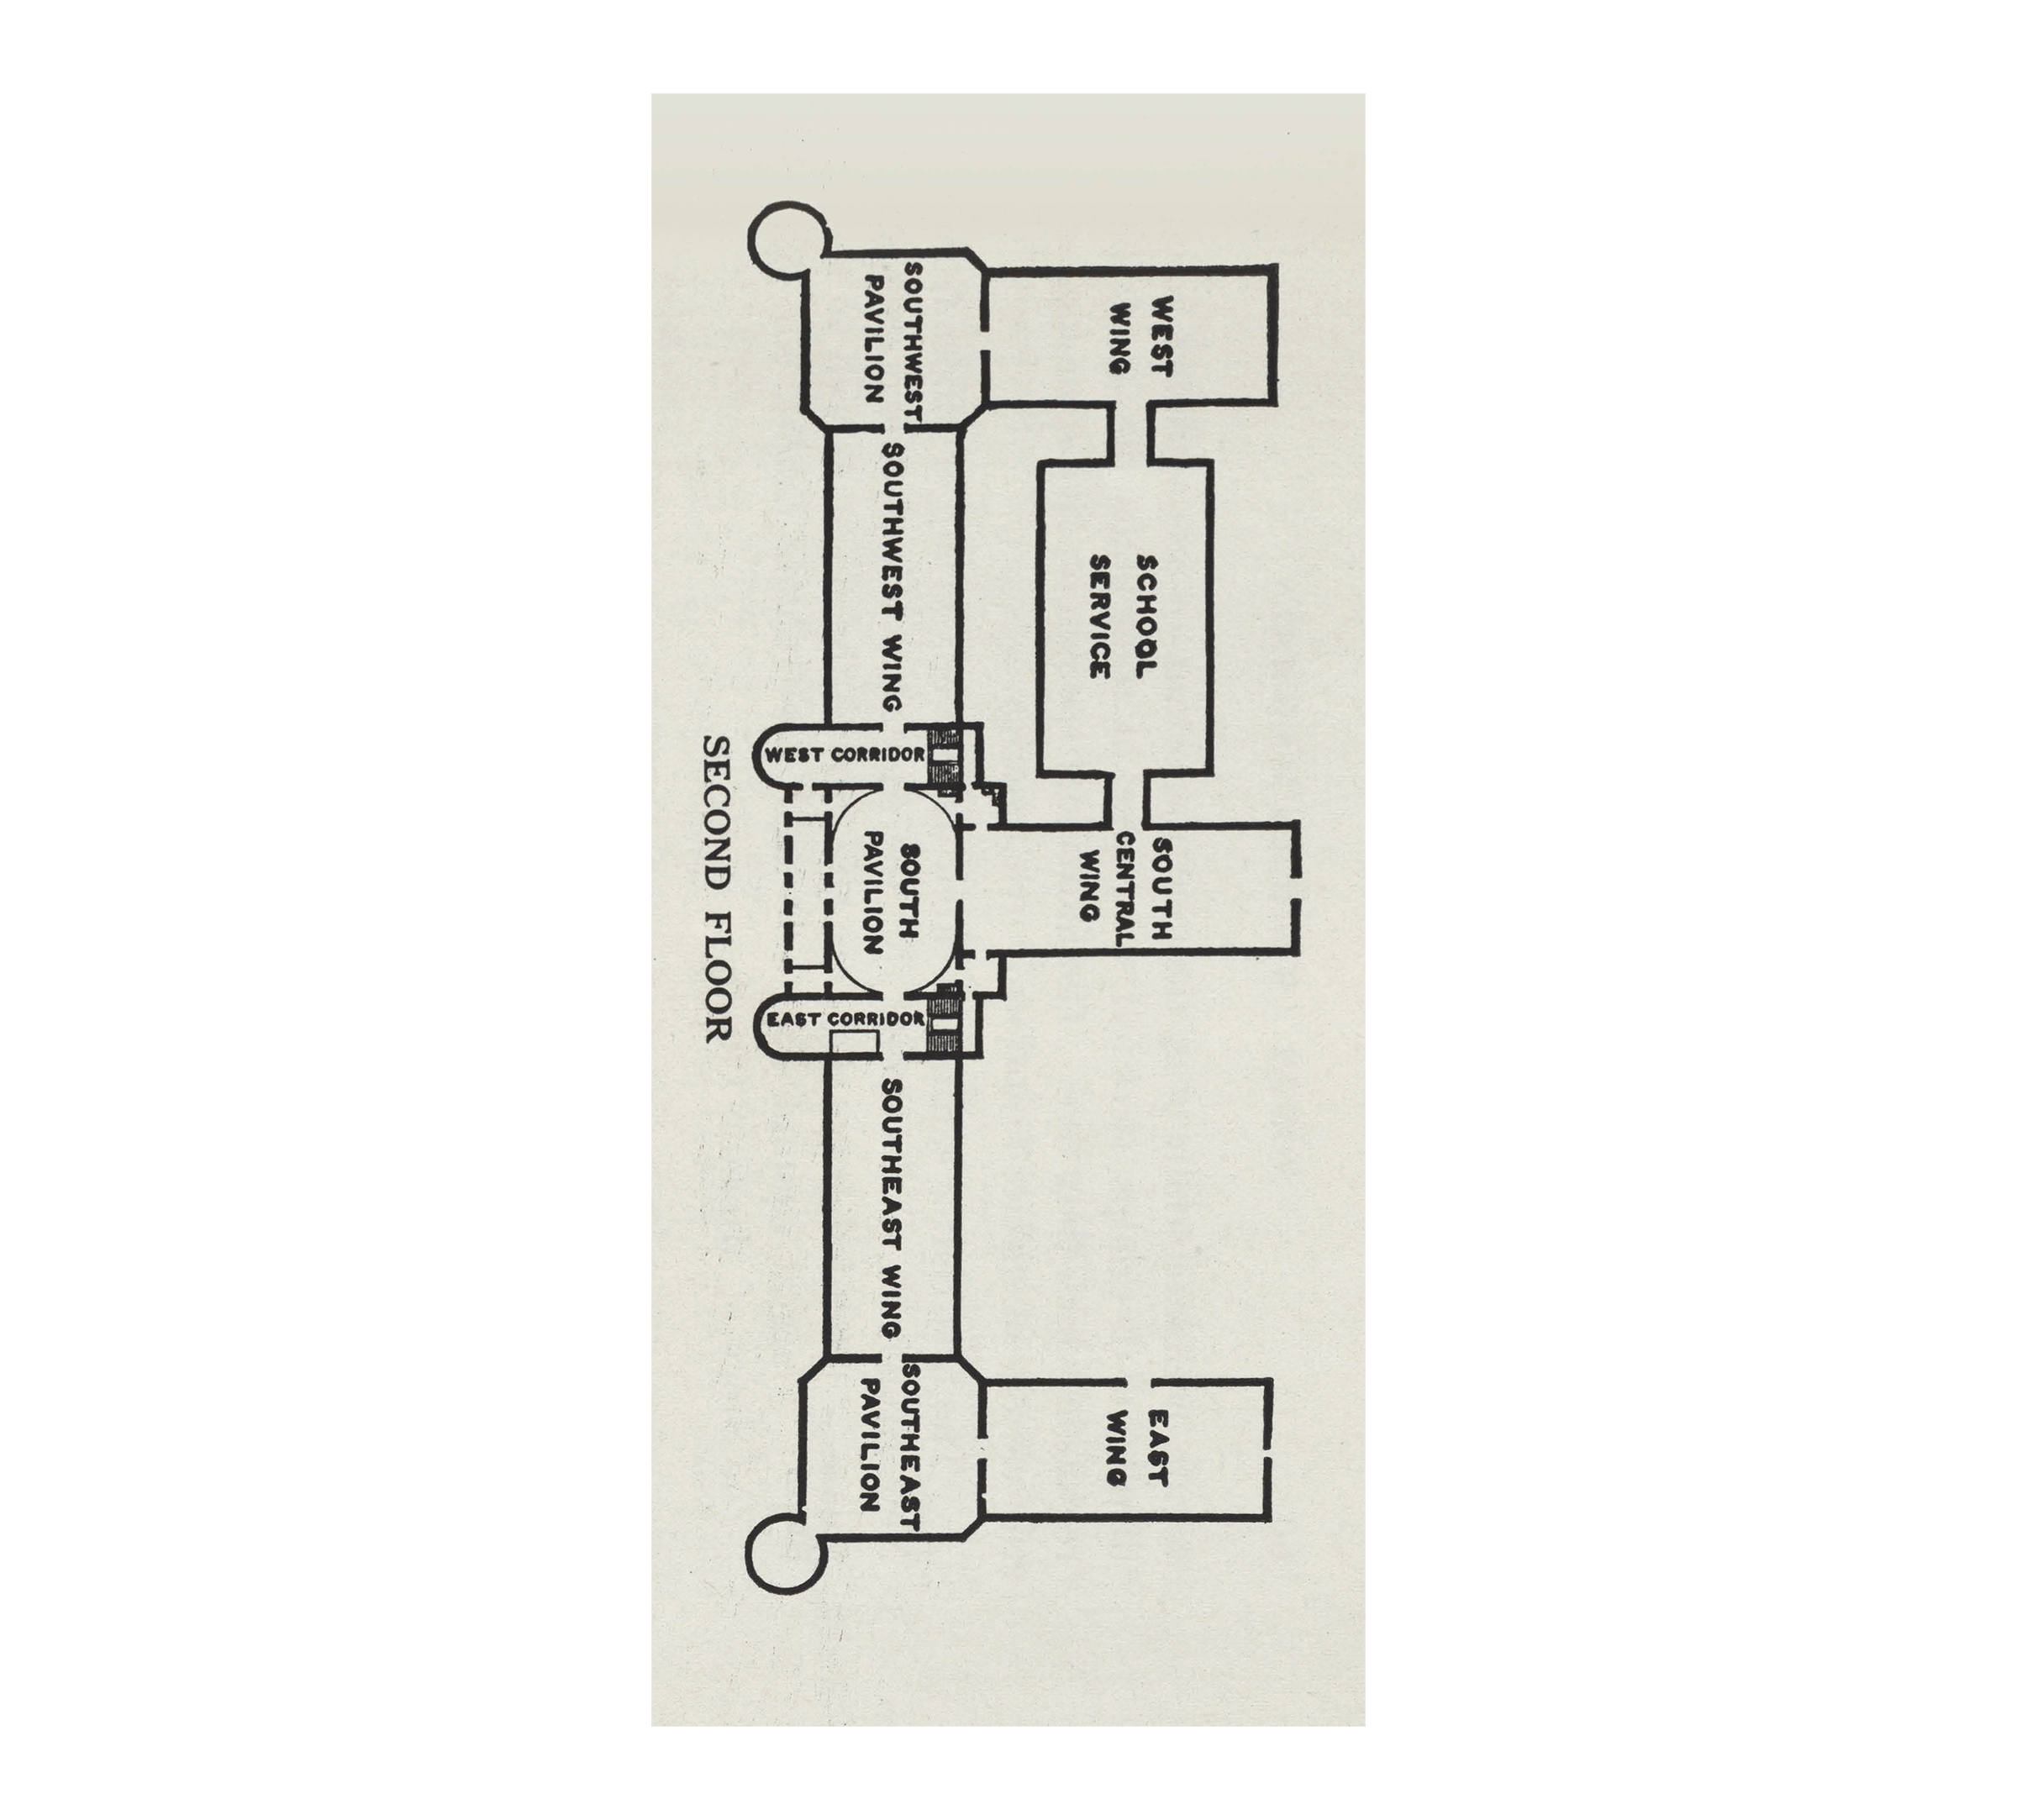 WEST
WING
SCHOOL
SERVICE
SOUTH
CENTRAL
WING
EAST
WING
SOUTHWEST
PAVILION
SOUTHWEST WING
WEST CORRIDOR
SOUTH
PAVILION
EAST CORRIDOR
SOUTHEAST WING
SOUTHEAST
PAVILION
SECOND FLOOR